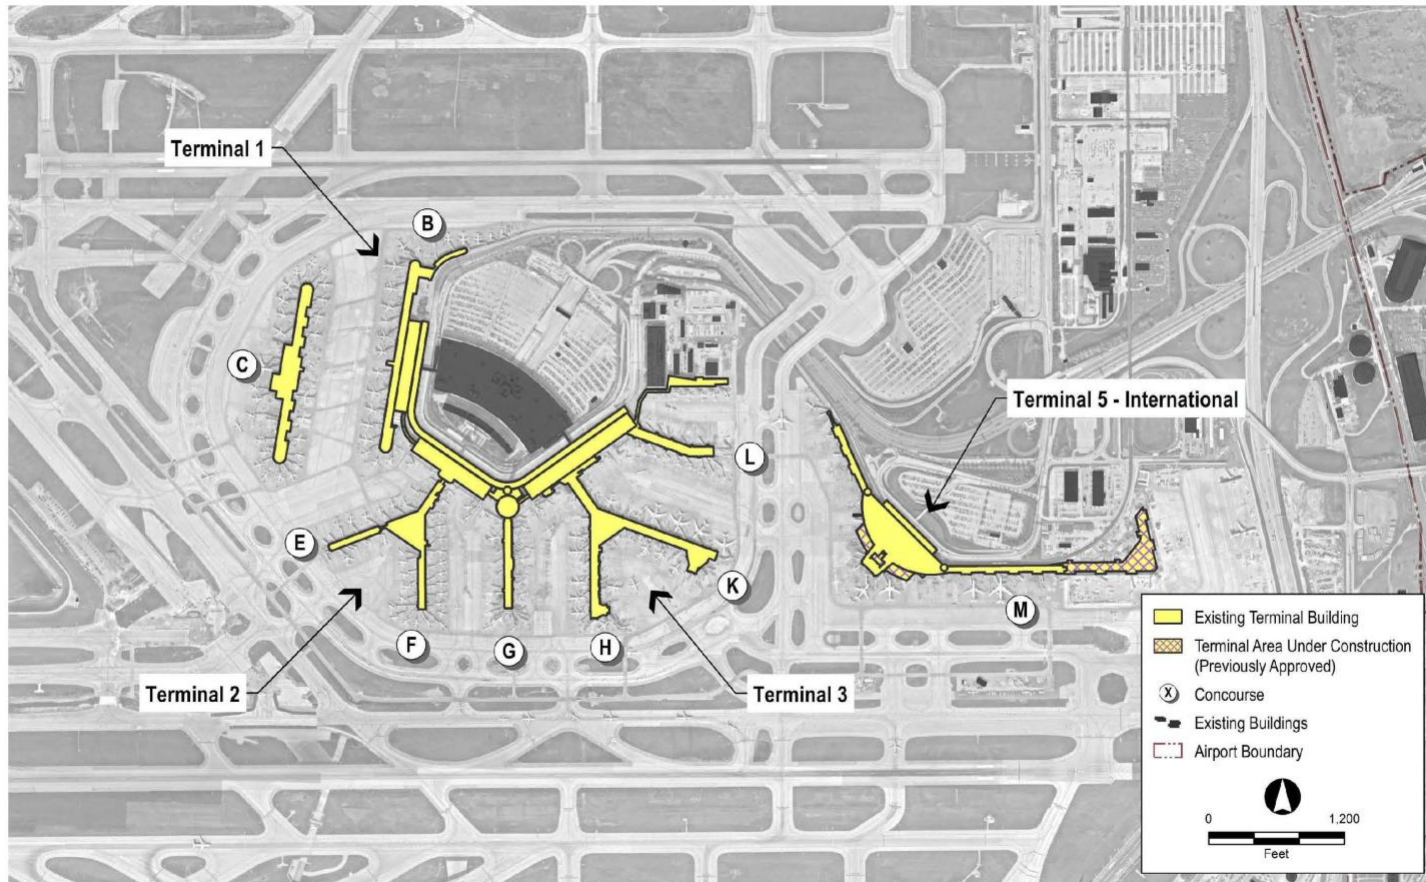 Terminal 1
B
C
Terminal 5 - International
L
E
K
M
F
G
H
Terminal 2
Terminal 3
Existing Terminal Building
Terminal Area Under Construction
(Previously Approved)
X
Concourse
Existing Buildings
Airport Boundary
0
1,200
Feet